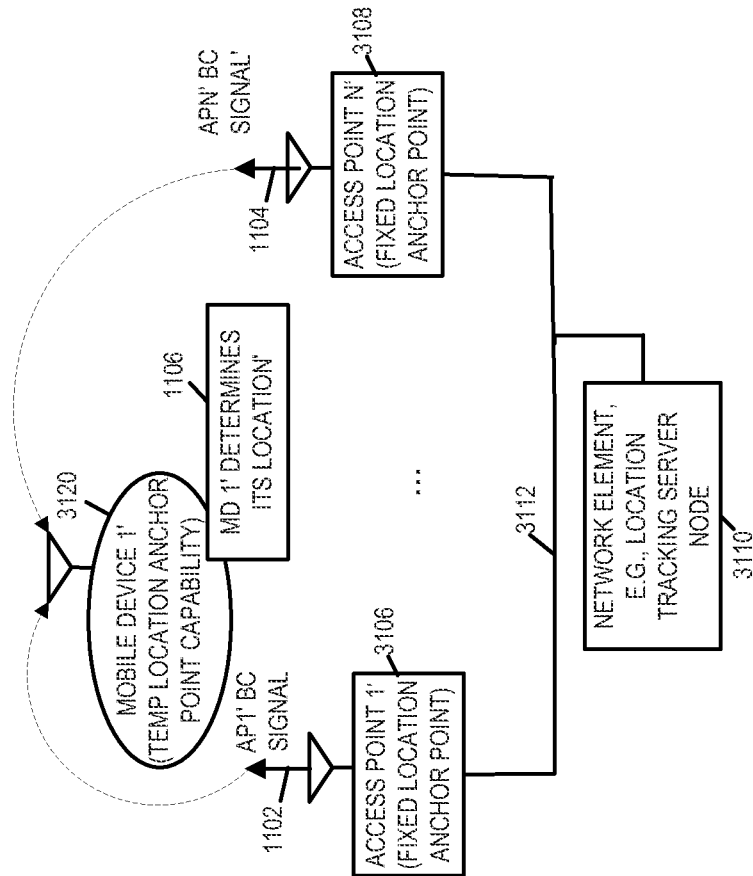 3120
MOBILE DEVICE 1'
(TEMP LOCATION ANCHOR
POINT CAPABILITY)
1106
MD 1' DETERMINES
ITS LOCATION'
AP1' BC
SIGNAL
1102
APN' BC
SIGNAL'
1104
3106
ACCESS POINT 1'
(FIXED LOCATION
ANCHOR POINT)
...
3108
ACCESS POINT N'
(FIXED LOCATION
ANCHOR POINT)
3112
NETWORK ELEMENT,
E.G., LOCATION
TRACKING SERVER
NODE
3110